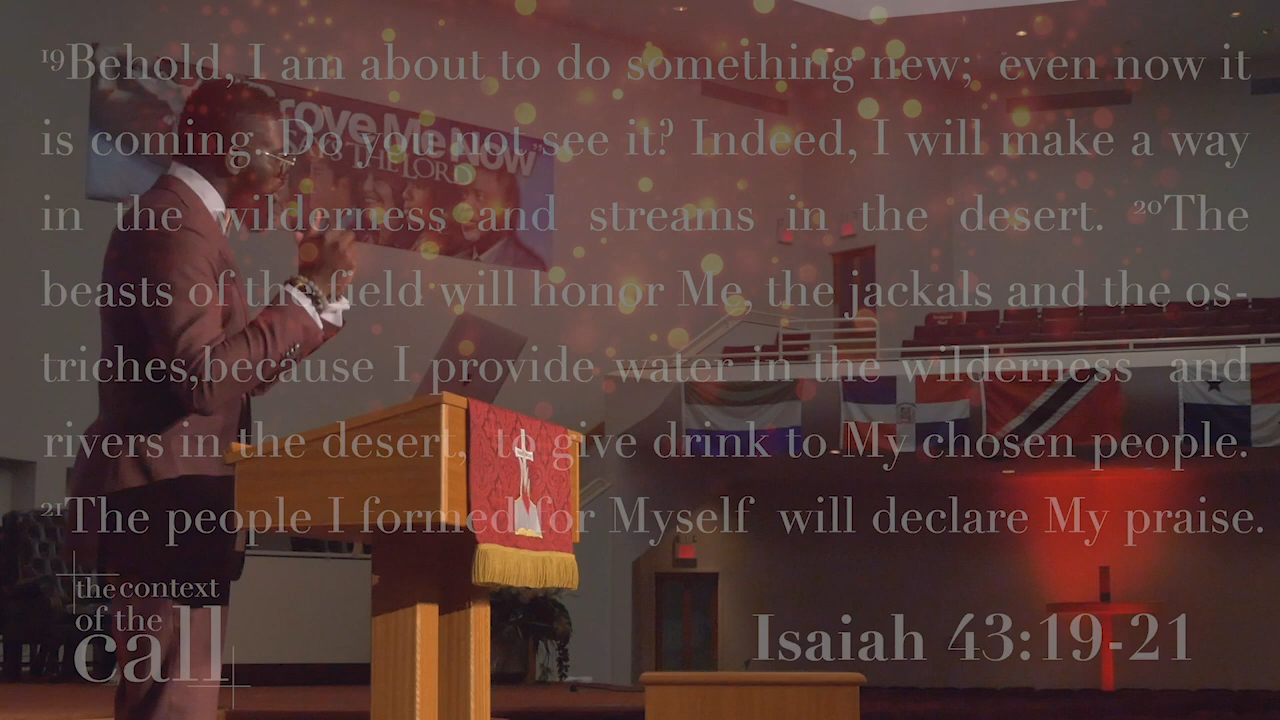 ¹⁹Behold, I am about to do something new; even now it
is coming. Do you not see it? Indeed, I will make a way
in the wilderness and streams in the desert. ²⁰The
beasts of the field will honor Me, the jackals and the os-
triches,because I provide water in the wilderness and
rivers in the desert, to give drink to My chosen people.
²¹The people I formed for Myself will declare My praise.
Isaiah 43:19-21
the context
of the
call
Prove Me Now"
THE LORD